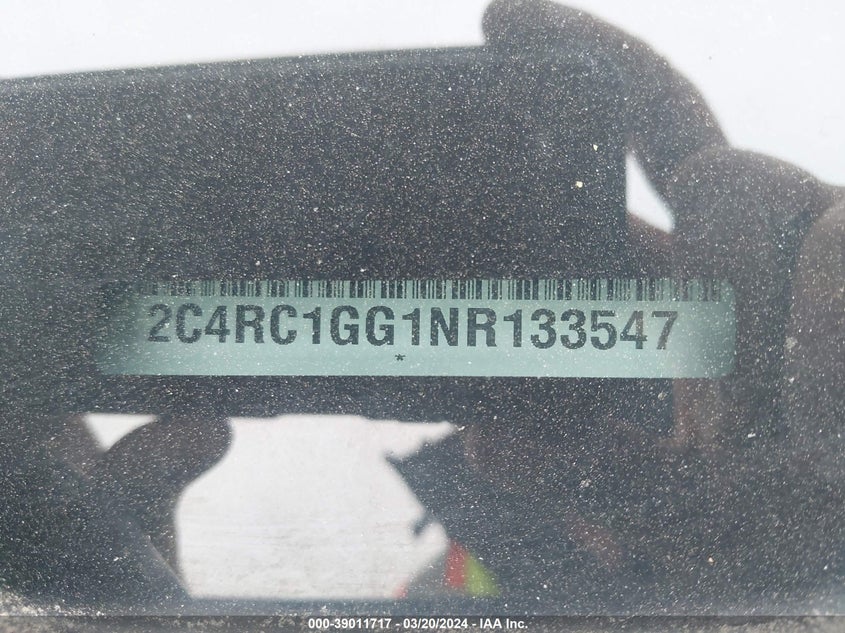 2C4RC1GG1NR133547
*
000-39011717 - 03/20/2024 - IAA Inc.